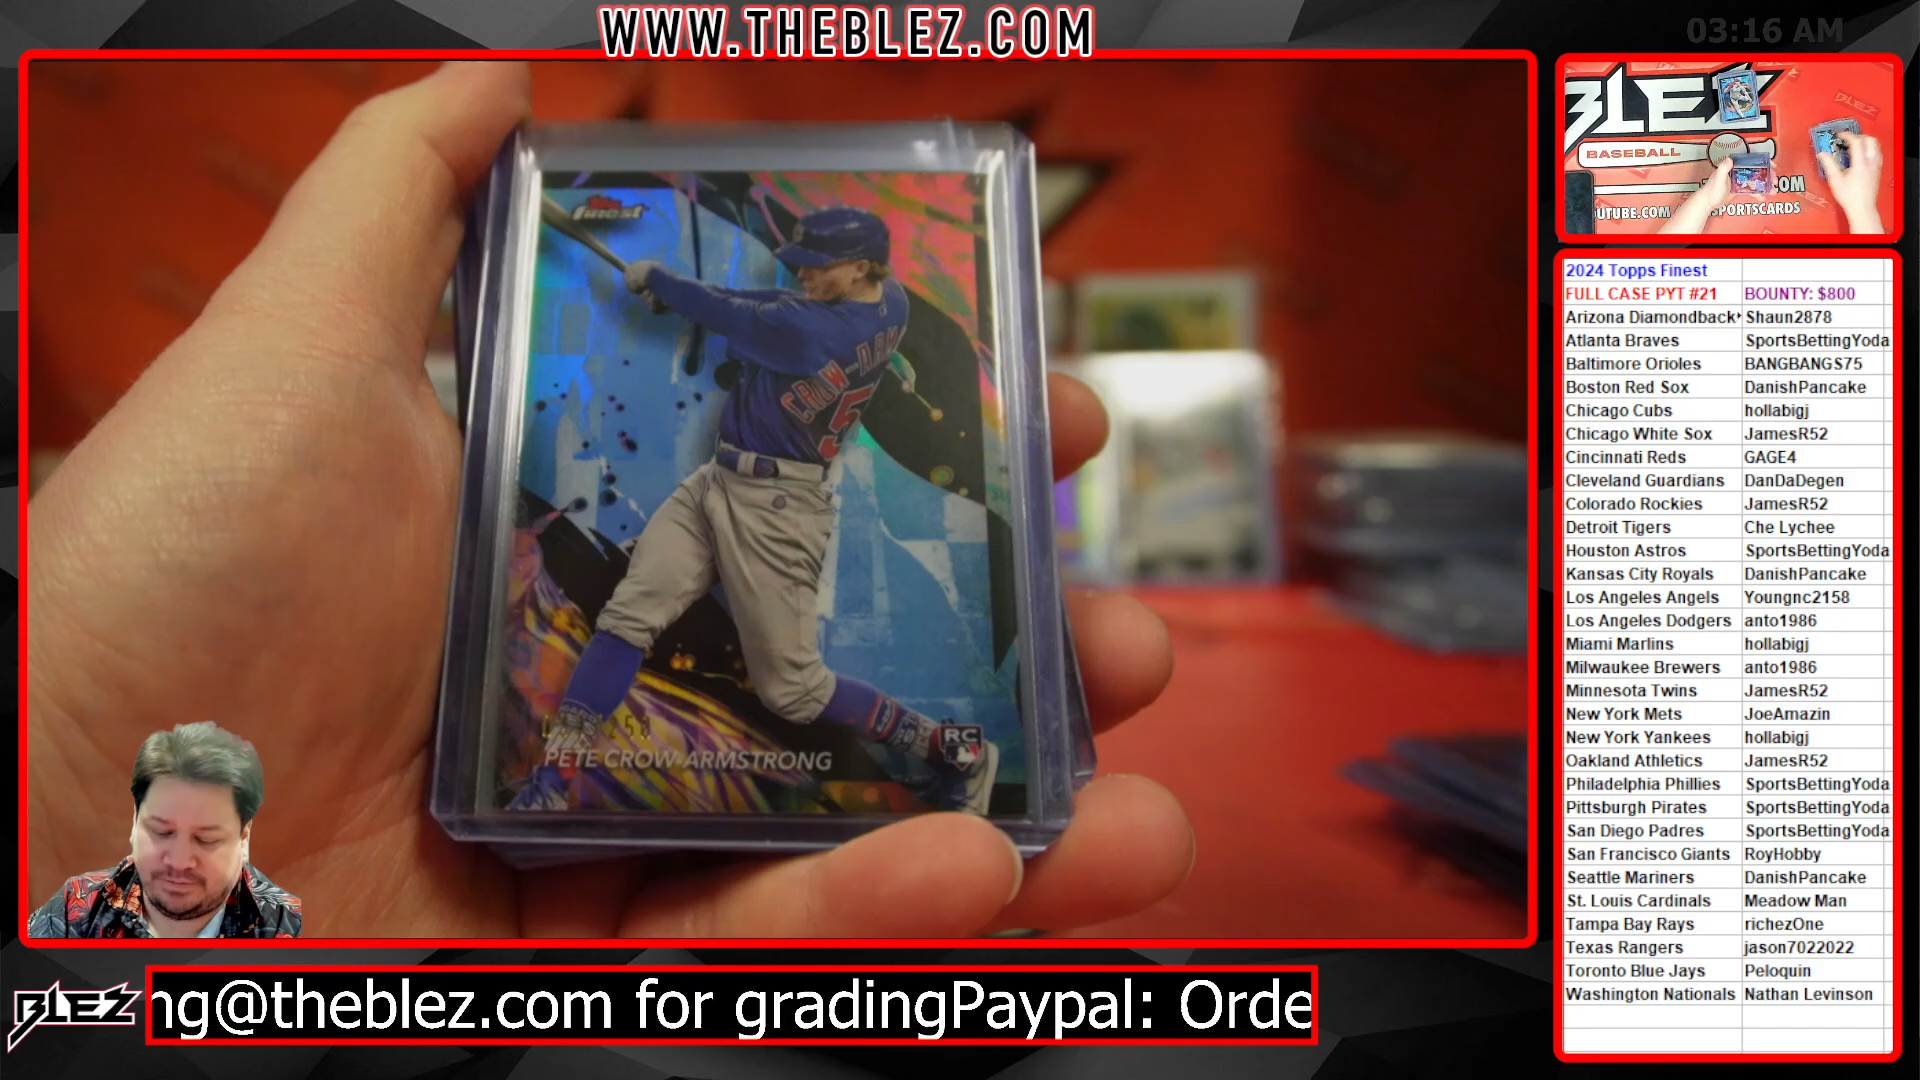 WWW.THEBLEZ.COM
03:16 AM
Topps
finest
CROW-ARM
5
PETE CROW-ARMSTRONG
RC
BLEZ
BASEBALL
.COM
OUTUBE.COM
SPORTSCARDS
2024 Topps Finest
FULL CASE PYT #21 BOUNTY: $800
Arizona Diamondback Shaun2878
Atlanta Braves SportsBettingYoda
Baltimore Orioles BANGBANGS75
Boston Red Sox DanishPancake
Chicago Cubs hollabigj
Chicago White Sox JamesR52
Cincinnati Reds GAGE4
Cleveland Guardians DanDaDegen
Colorado Rockies JamesR52
Detroit Tigers Che Lychee
Houston Astros SportsBettingYoda
Kansas City Royals DanishPancake
Los Angeles Angels Youngnc2158
Los Angeles Dodgers anto1986
Miami Marlins hollabigj
Milwaukee Brewers anto1986
Minnesota Twins JamesR52
New York Mets JoeAmazin
New York Yankees hollabigj
Oakland Athletics JamesR52
Philadelphia Phillies SportsBettingYoda
Pittsburgh Pirates SportsBettingYoda
San Diego Padres SportsBettingYoda
San Francisco Giants RoyHobby
Seattle Mariners DanishPancake
St. Louis Cardinals Meadow Man
Tampa Bay Rays richezOne
Texas Rangers jason7022022
Toronto Blue Jays Peloquin
Washington Nationals Nathan Levinson
BLEZ
ng@theblez.com for gradingPaypal: Orde